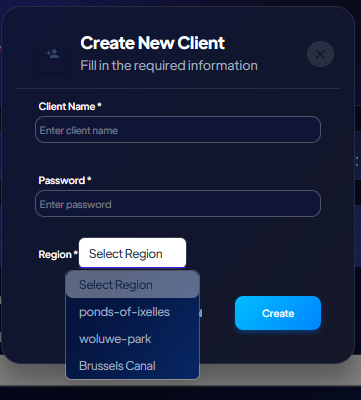 Create New Client
Fill in the required information
Client Name *
Enter client name
Password *
Enter password
Region *
Select Region
Select Region
ponds-of-ixelles
woluwe-park
Brussels Canal
Create